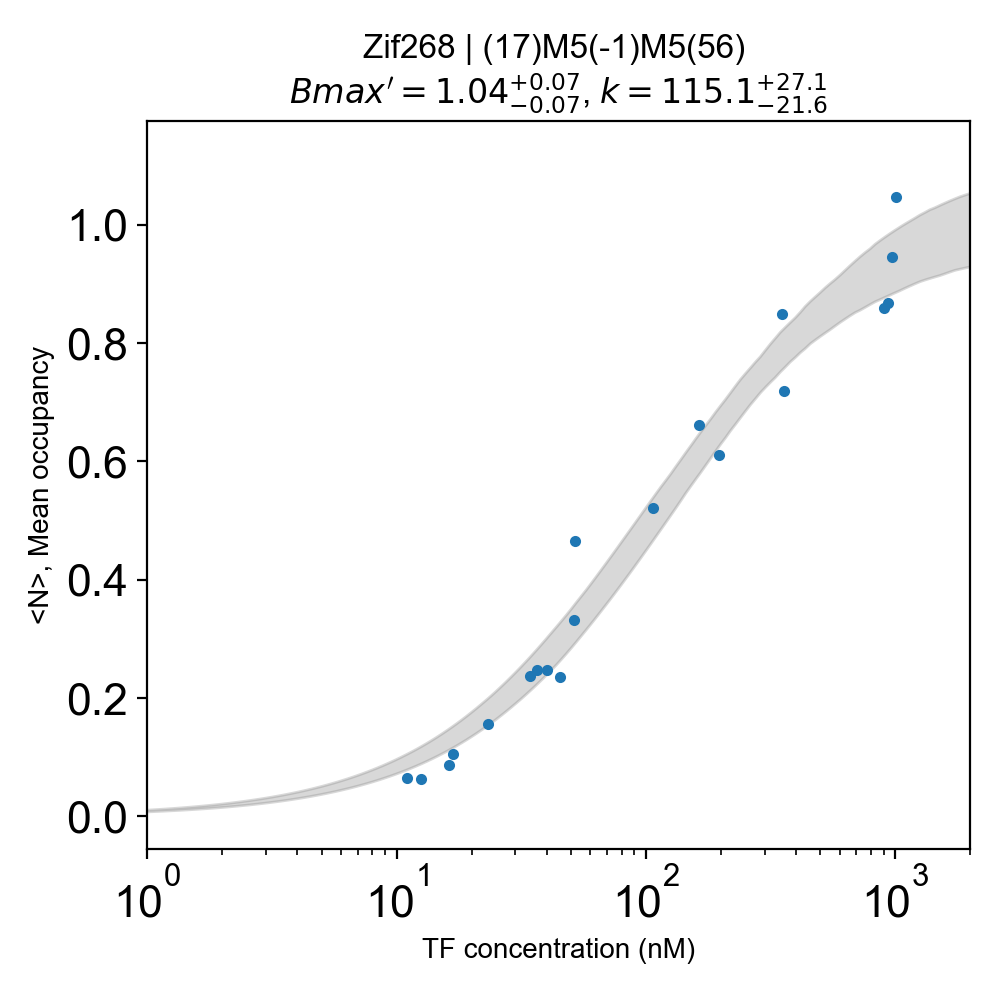 Zif268 | (17)M5(-1)M5(56)
Bmax′ = 1.04 +0.07 −0.07, k = 115.1 +27.1 −21.6
<N>, Mean occupancy
1.0
0.8
0.6
0.4
0.2
0.0
10^0 10^1 10^2 10^3
TF concentration (nM)